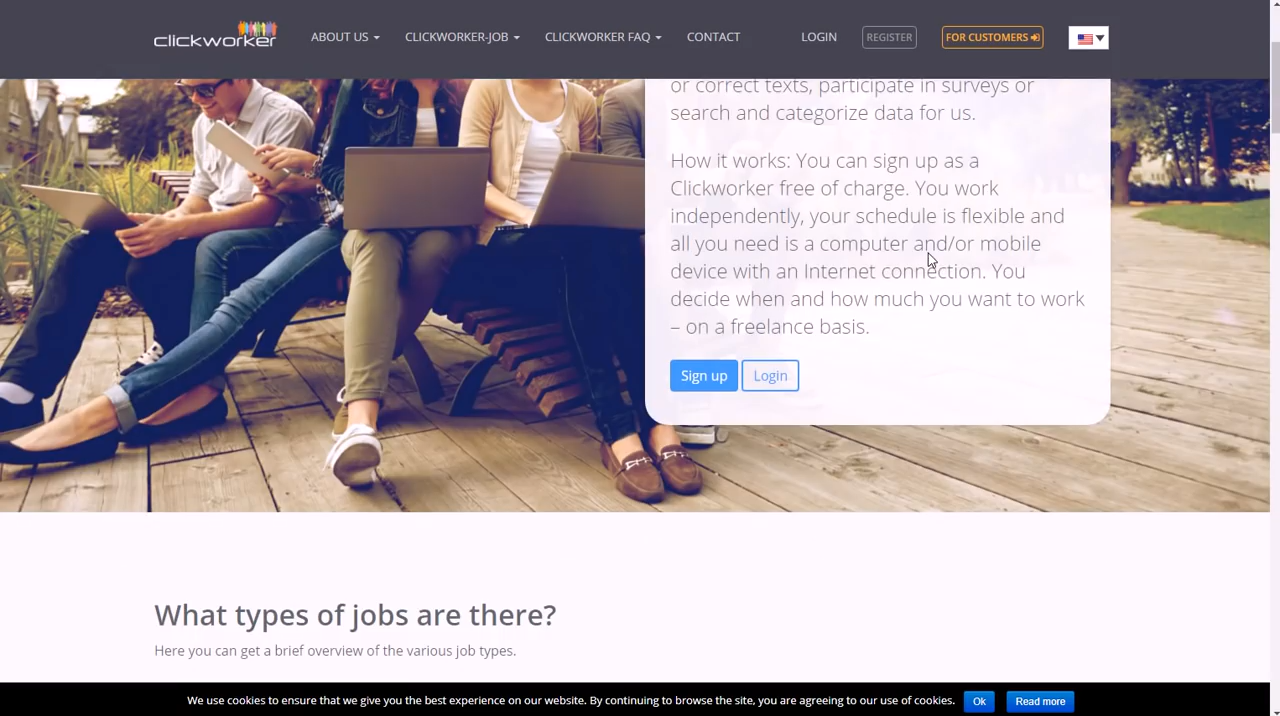 clickworker
ABOUT US
CLICKWORKER-JOB
CLICKWORKER FAQ
CONTACT
LOGIN
REGISTER
FOR CUSTOMERS
or correct texts, participate in surveys or
search and categorize data for us.
How it works: You can sign up as a
Clickworker free of charge. You work
independently, your schedule is flexible and
all you need is a computer and/or mobile
device with an Internet connection. You
decide when and how much you want to work
– on a freelance basis.
Sign up
Login
What types of jobs are there?
Here you can get a brief overview of the various job types.
We use cookies to ensure that we give you the best experience on our website. By continuing to browse the site, you are agreeing to our use of cookies.
Ok
Read more